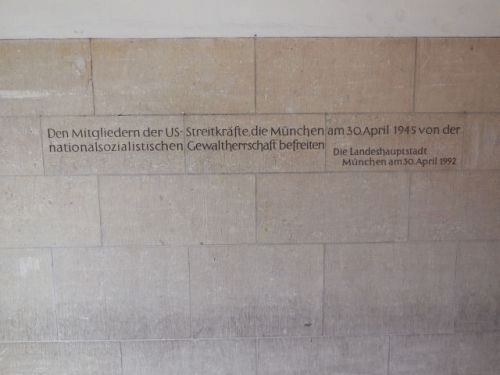 Den Mitgliedern der US-Streitkräfte, die München am 30. April 1945 von der
nationalsozialistischen Gewaltherrschaft befreiten
Die Landeshauptstadt
München am 30. April 1992